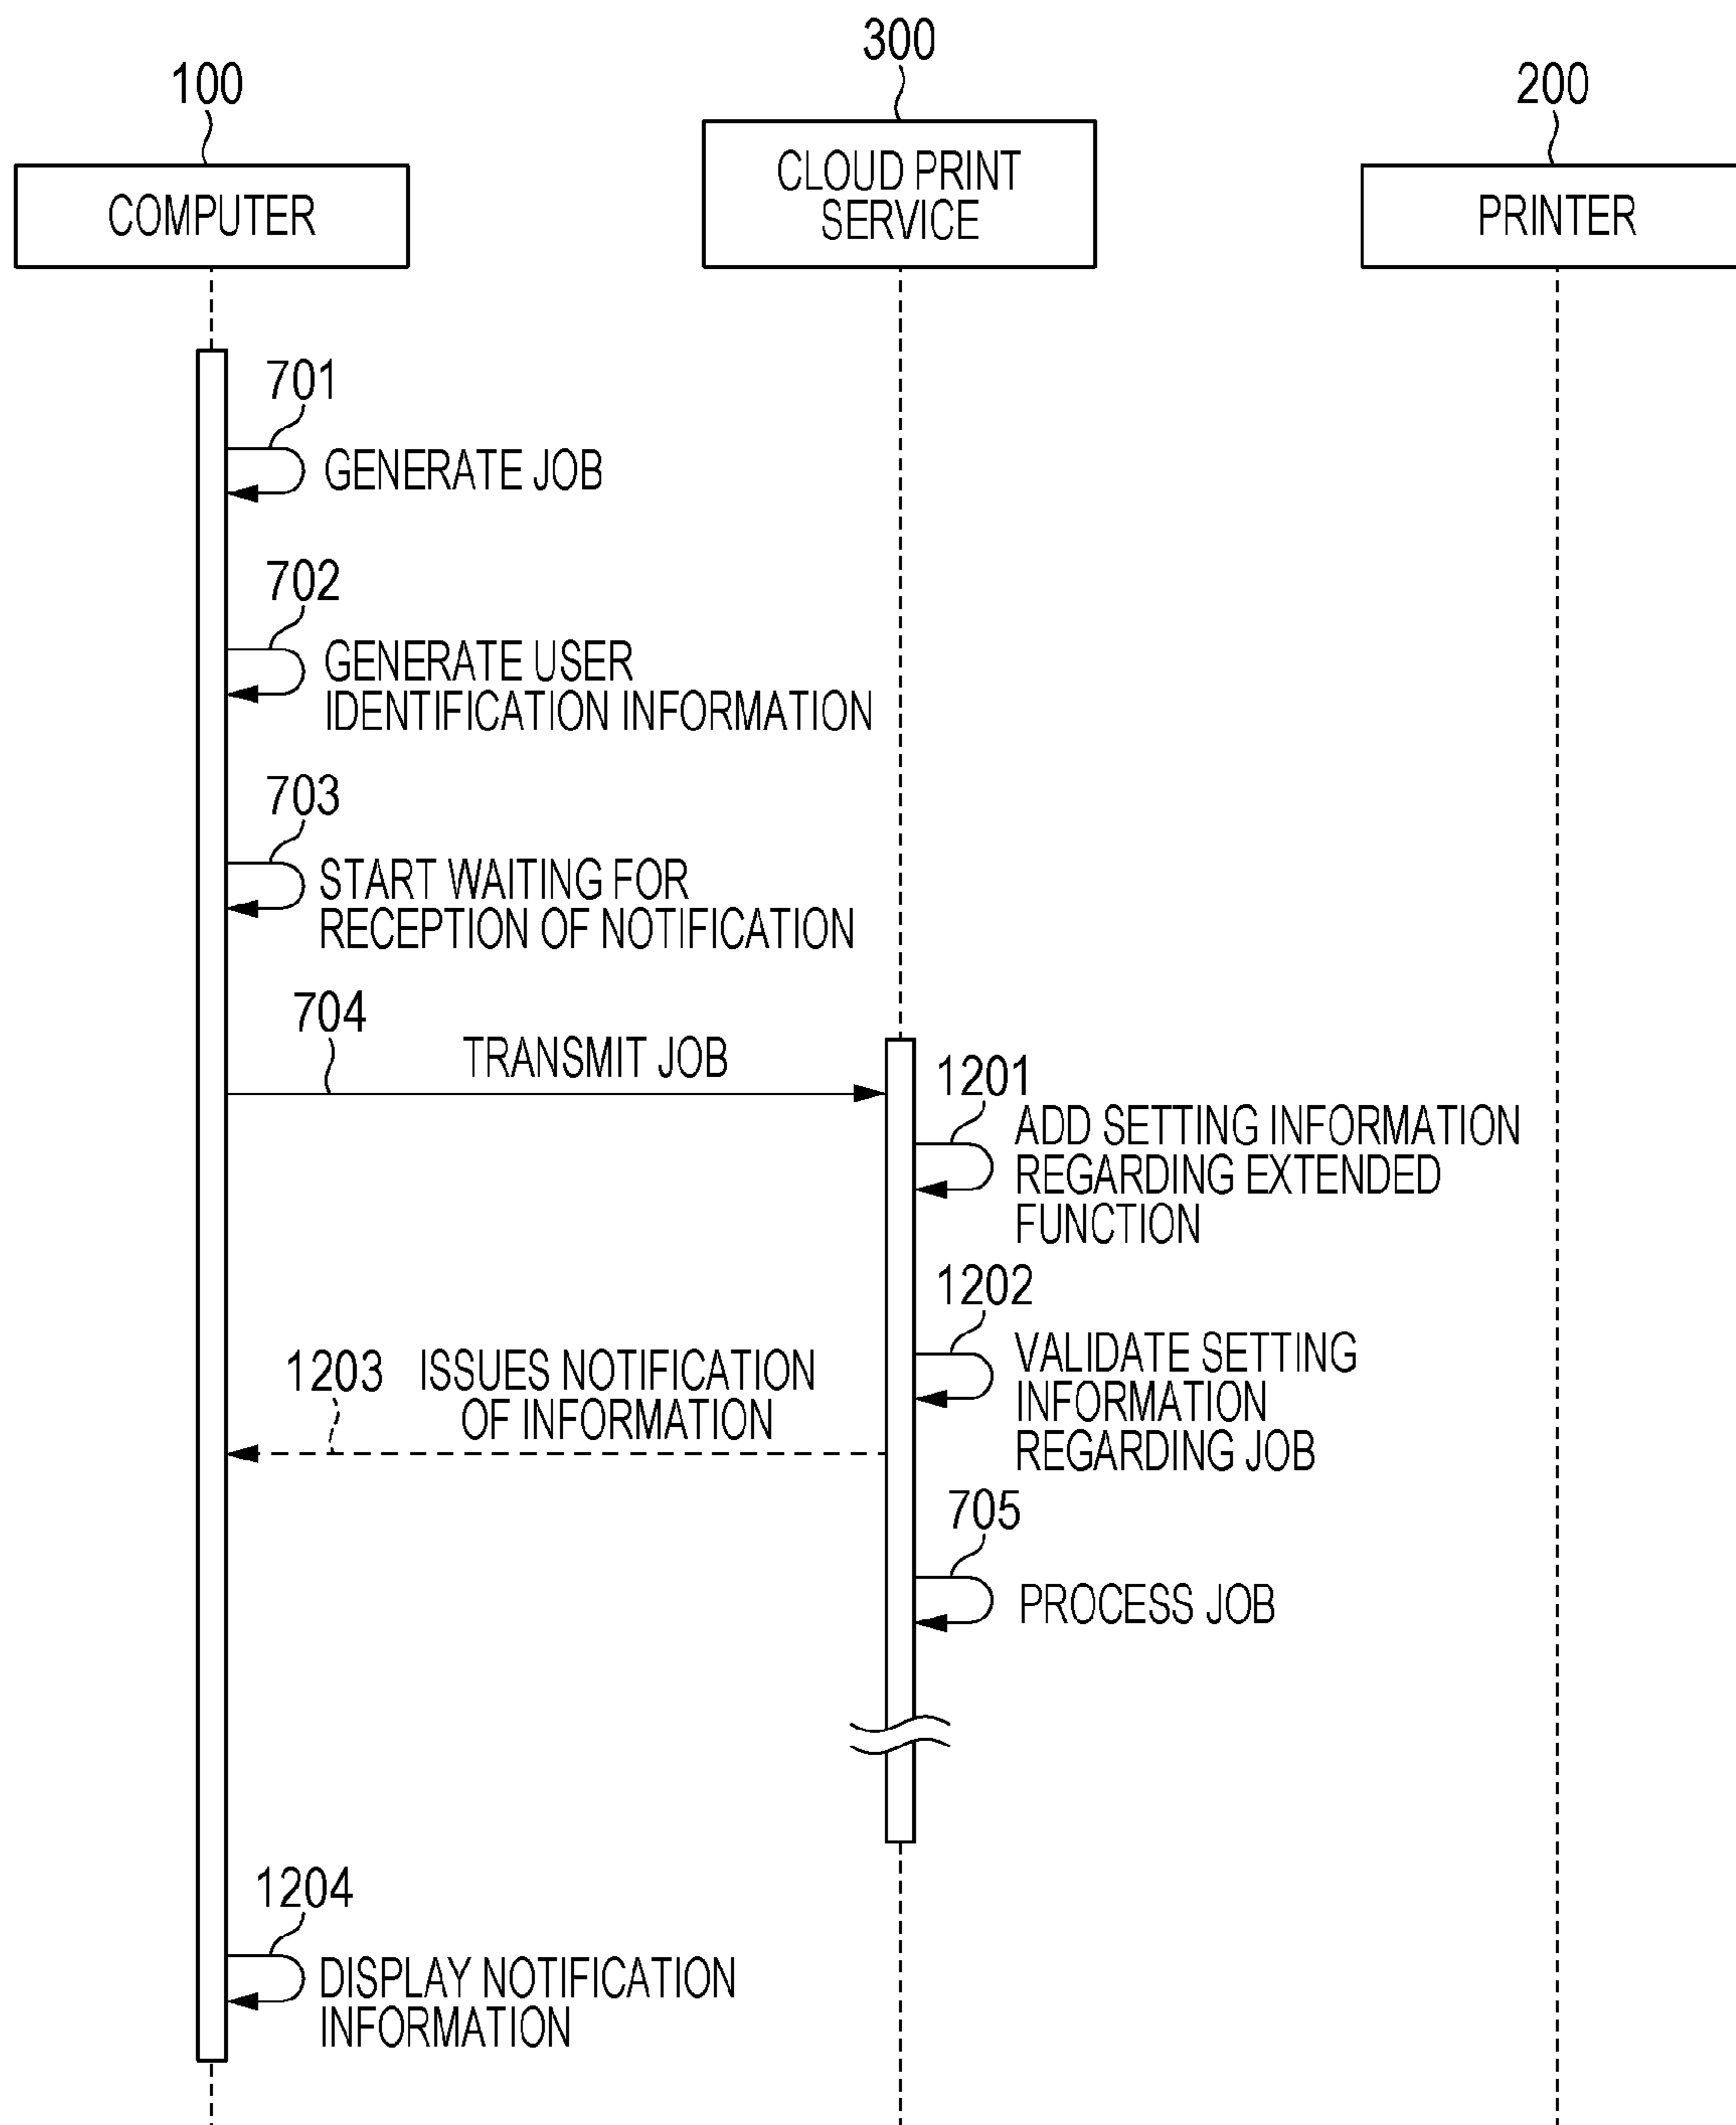 300
100
200
CLOUD PRINT
SERVICE
COMPUTER
PRINTER
701
GENERATE JOB
702
GENERATE USER
IDENTIFICATION INFORMATION
703
START WAITING FOR
RECEPTION OF NOTIFICATION
704
TRANSMIT JOB
1201
ADD SETTING INFORMATION
REGARDING EXTENDED
FUNCTION
1202
VALIDATE SETTING
INFORMATION
REGARDING JOB
1203
ISSUES NOTIFICATION
OF INFORMATION
705
PROCESS JOB
1204
DISPLAY NOTIFICATION
INFORMATION